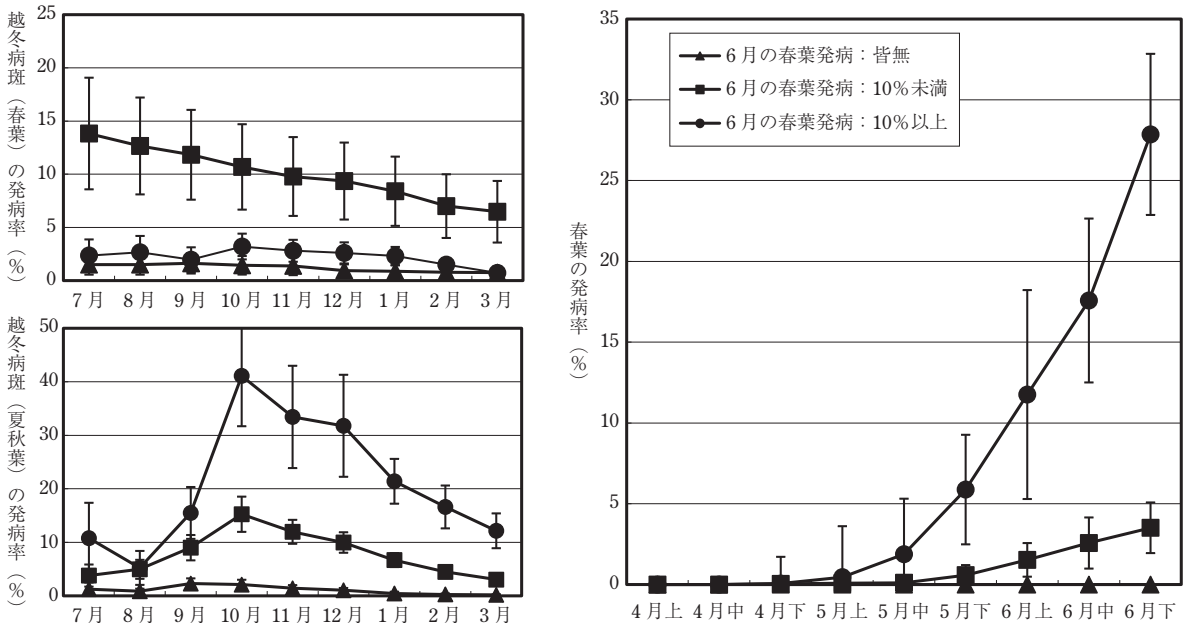 越冬病斑（春葉）の発病率（%）
25
20
15
10
5
0
7月 8月 9月 10月 11月 12月 1月 2月 3月
越冬病斑（夏秋葉）の発病率（%）
50
40
30
20
10
0
7月 8月 9月 10月 11月 12月 1月 2月 3月
春葉の発病率（%）
35
30
25
20
15
10
5
0
4月上 4月中 4月下 5月上 5月中 5月下 6月上 6月中 6月下
6月の春葉発病：皆無
6月の春葉発病：10%未満
6月の春葉発病：10%以上